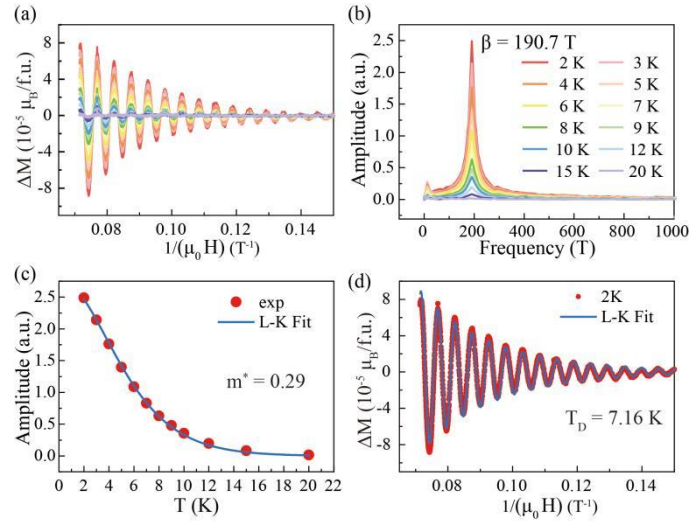 (a)
8
4
0
-4
-8
ΔM (10⁻⁵ μ_B/f.u.)
0.08 0.10 0.12 0.14
1/(μ₀H) (T⁻¹)
(b)
β = 190.7 T
2 K 3 K
4 K 5 K
6 K 7 K
8 K 9 K
10 K 12 K
15 K 20 K
2.5
2.0
1.5
1.0
0.5
0.0
Amplitude (a.u.)
0 200 400 600 800 1000
Frequency (T)
(c)
2.5
2.0
1.5
1.0
0.5
0.0
Amplitude (a.u.)
exp
L-K Fit
m* = 0.29
0 2 4 6 8 10 12 14 16 18 20 22
T (K)
(d)
8
4
0
-4
-8
ΔM (10⁻⁵ μ_B/f.u.)
2K
L-K Fit
T_D = 7.16 K
0.08 0.10 0.12 0.14
1/(μ₀H) (T⁻¹)